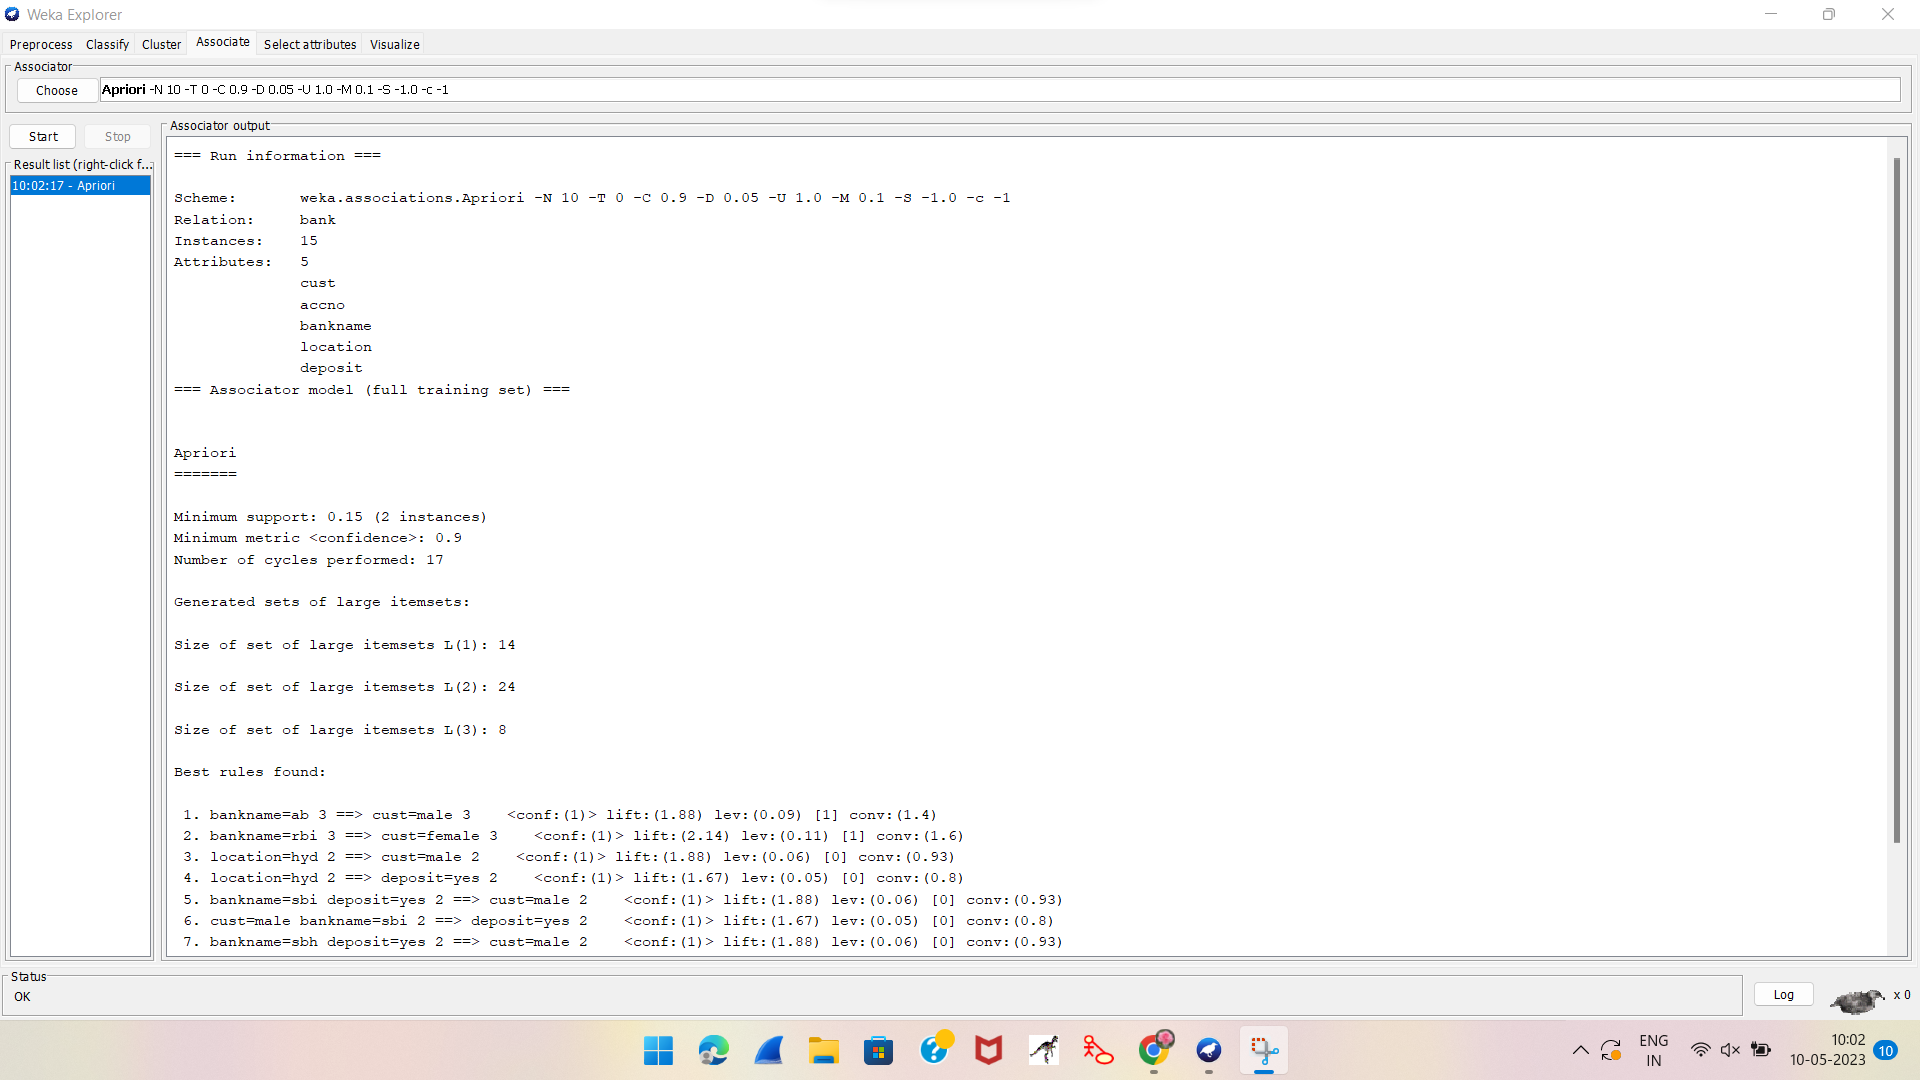 Weka Explorer
Preprocess Classify Cluster Associate Select attributes Visualize
Associator
Choose Apriori -N 10 -T 0 -C 0.9 -D 0.05 -U 1.0 -M 0.1 -S -1.0 -c -1
Start Stop
Result list (right-click f...
10:02:17 - Apriori
Associator output
=== Run information ===
Scheme: weka.associations.Apriori -N 10 -T 0 -C 0.9 -D 0.05 -U 1.0 -M 0.1 -S -1.0 -c -1
Relation: bank
Instances: 15
Attributes: 5
cust
accno
bankname
location
deposit
=== Associator model (full training set) ===
Apriori
=======
Minimum support: 0.15 (2 instances)
Minimum metric <confidence>: 0.9
Number of cycles performed: 17
Generated sets of large itemsets:
Size of set of large itemsets L(1): 14
Size of set of large itemsets L(2): 24
Size of set of large itemsets L(3): 8
Best rules found:
1. bankname=ab 3 ==> cust=male 3 <conf:(1)> lift:(1.88) lev:(0.09) [1] conv:(1.4)
2. bankname=rbi 3 ==> cust=female 3 <conf:(1)> lift:(2.14) lev:(0.11) [1] conv:(1.6)
3. location=hyd 2 ==> cust=male 2 <conf:(1)> lift:(1.88) lev:(0.06) [0] conv:(0.93)
4. location=hyd 2 ==> deposit=yes 2 <conf:(1)> lift:(1.67) lev:(0.05) [0] conv:(0.8)
5. bankname=sbi deposit=yes 2 ==> cust=male 2 <conf:(1)> lift:(1.88) lev:(0.06) [0] conv:(0.93)
6. cust=male bankname=sbi 2 ==> deposit=yes 2 <conf:(1)> lift:(1.67) lev:(0.05) [0] conv:(0.8)
7. bankname=sbh deposit=yes 2 ==> cust=male 2 <conf:(1)> lift:(1.88) lev:(0.06) [0] conv:(0.93)
Status
OK
Log
x 0
ENG
IN
10:02
10-05-2023
10